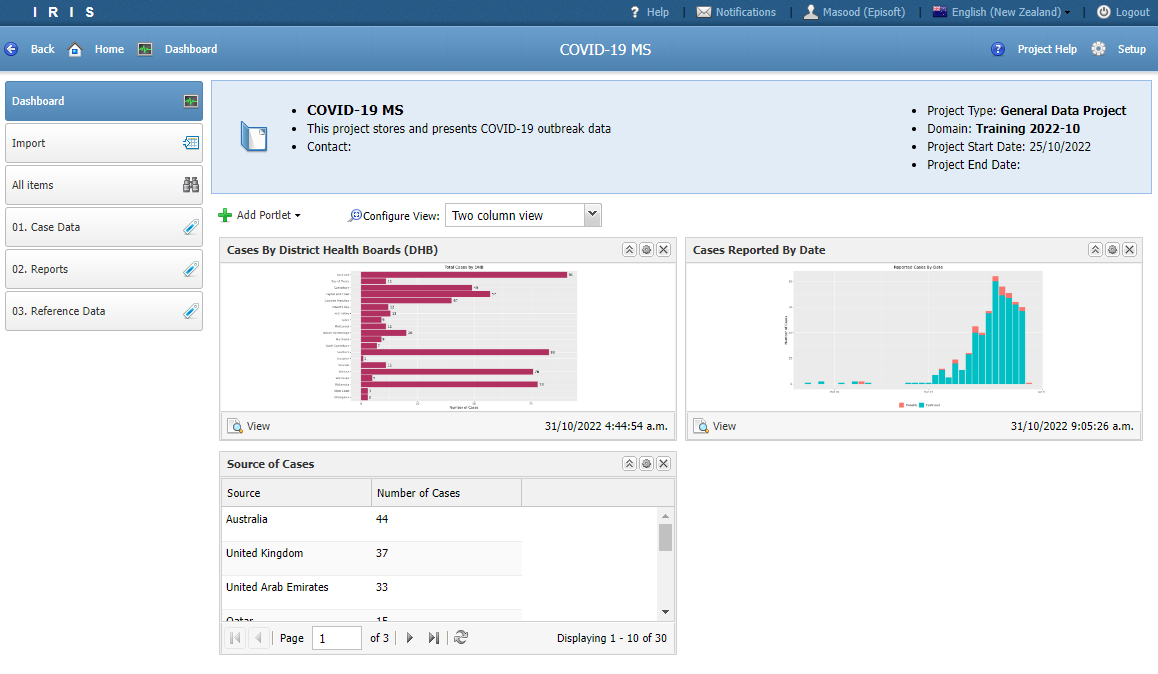 I R I S
? Help
Notifications
Masood (Episoft)
English (New Zealand)
Logout
Back
Home
Dashboard
COVID-19 MS
? Project Help
Setup
Dashboard
Import
All items
01. Case Data
02. Reports
03. Reference Data
• COVID-19 MS
• This project stores and presents COVID-19 outbreak data
• Contact:
• Project Type: General Data Project
• Domain: Training 2022-10
• Project Start Date: 25/10/2022
• Project End Date:
Add Portlet
Configure View: Two column view
Cases By District Health Boards (DHB)
Total Cases by DHB
Number of Cases
View
31/10/2022 4:44:54 a.m.
Cases Reported By Date
Reported Cases By Date
Number of Cases
View
31/10/2022 9:05:26 a.m.
Source of Cases
Source Number of Cases
Australia 44
United Kingdom 37
United Arab Emirates 33
Qatar 15
Page 1 of 3
Displaying 1 - 10 of 30